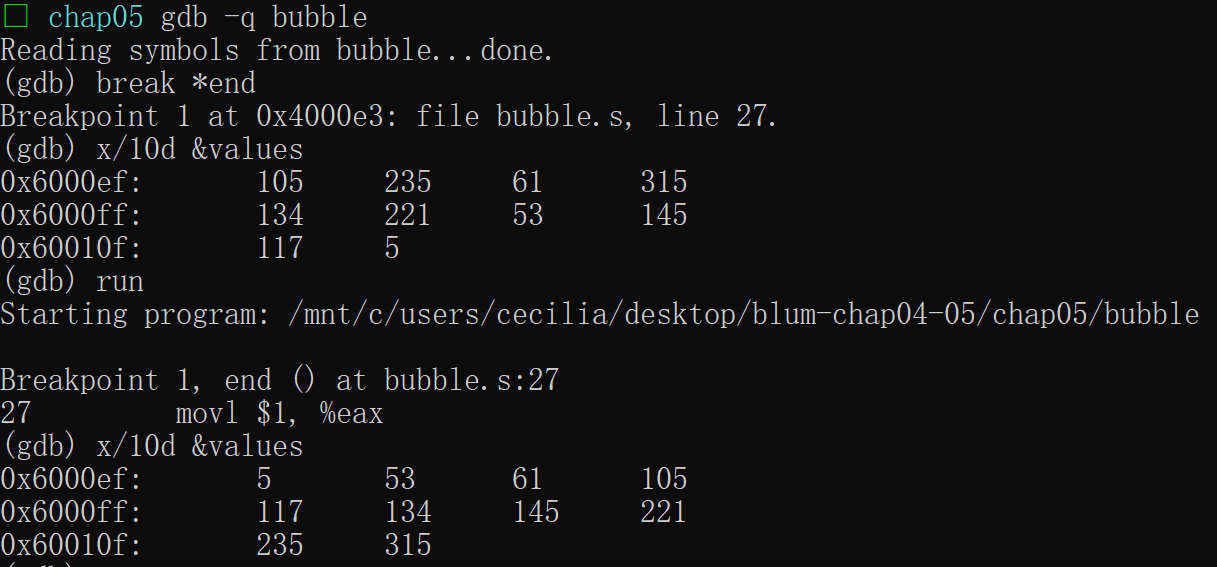 chap05 gdb -q bubble
Reading symbols from bubble...done.
(gdb) break *end
Breakpoint 1 at 0x4000e3: file bubble.s, line 27.
(gdb) x/10d &values
0x6000ef: 105 235 61 315
0x6000ff: 134 221 53 145
0x60010f: 117 5
(gdb) run
Starting program: /mnt/c/users/cecilia/desktop/blum-chap04-05/chap05/bubble
Breakpoint 1, end () at bubble.s:27
27 movl $1, %eax
(gdb) x/10d &values
0x6000ef: 5 53 61 105
0x6000ff: 117 134 145 221
0x60010f: 235 315